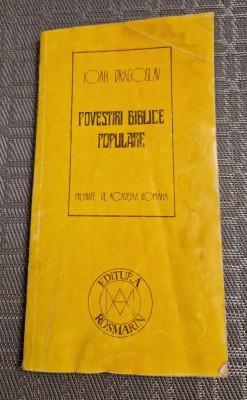 IOAN DRAGOSLAV
POVESTIRI BIBLICE
POPULARE
PREMIATE DE ACADEMIA ROMÂNĂ
EDITURA
ROSMARIN